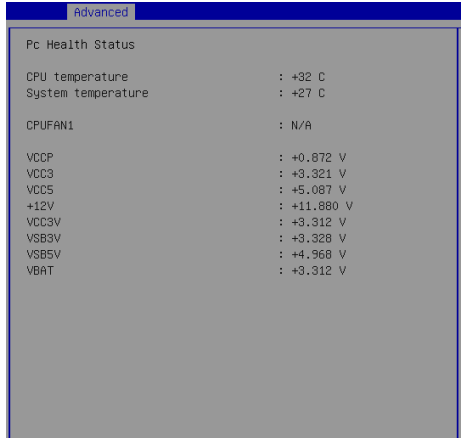 Advanced
Pc Health Status
CPU temperature : +32 C
System temperature : +27 C
CPUFAN1 : N/A
VCCP : +0.872 V
VCC3 : +3.321 V
VCC5 : +5.087 V
+12V : +11.880 V
VCC3V : +3.312 V
VSB3V : +3.328 V
VSB5V : +4.968 V
VBAT : +3.312 V